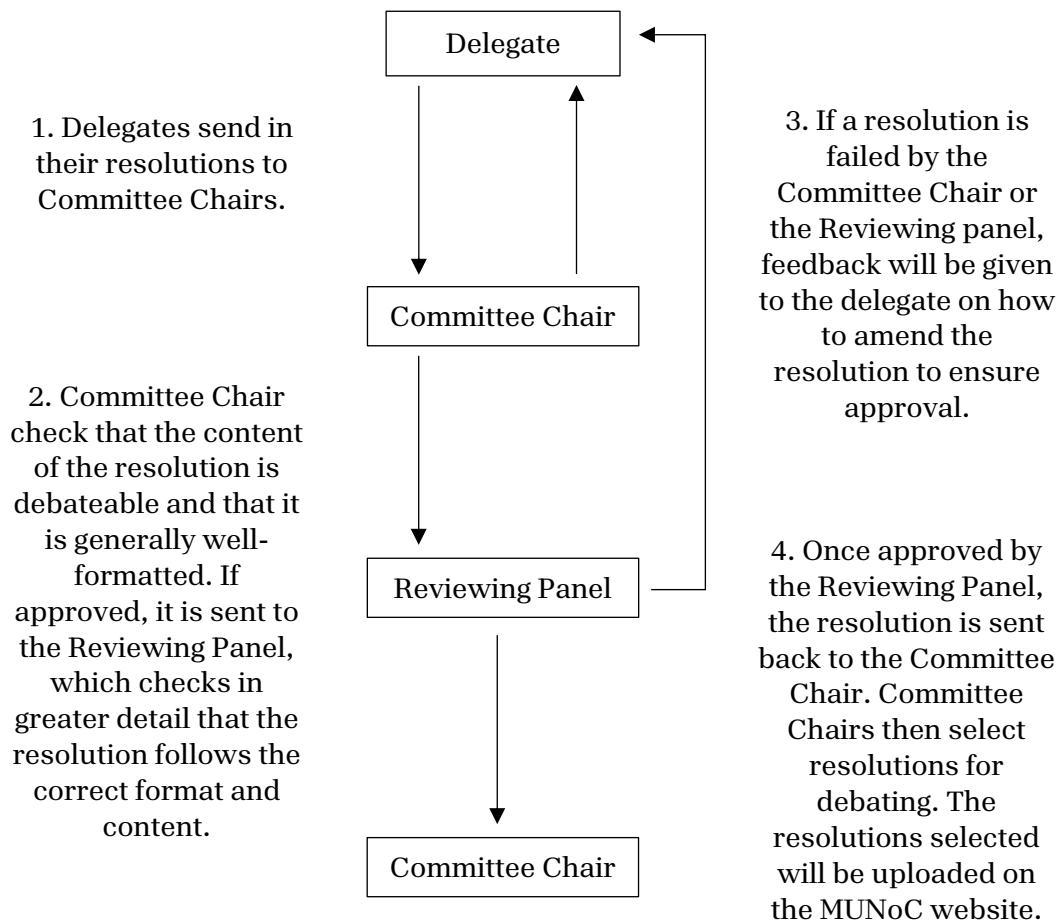 Delegate
1. Delegates send in
their resolutions to
Committee Chairs.
3. If a resolution is
failed by the
Committee Chair or
the Reviewing panel,
feedback will be given
to the delegate on how
to amend the
resolution to ensure
approval.
Committee Chair
2. Committee Chair
check that the content
of the resolution is
debateable and that it
is generally well-
formatted. If
approved, it is sent to
the Reviewing Panel,
which checks in
greater detail that the
resolution follows the
correct format and
content.
Reviewing Panel
4. Once approved by
the Reviewing Panel,
the resolution is sent
back to the Committee
Chair. Committee
Chairs then select
resolutions for
debating. The
resolutions selected
will be uploaded on
the MUNoC website.
Committee Chair